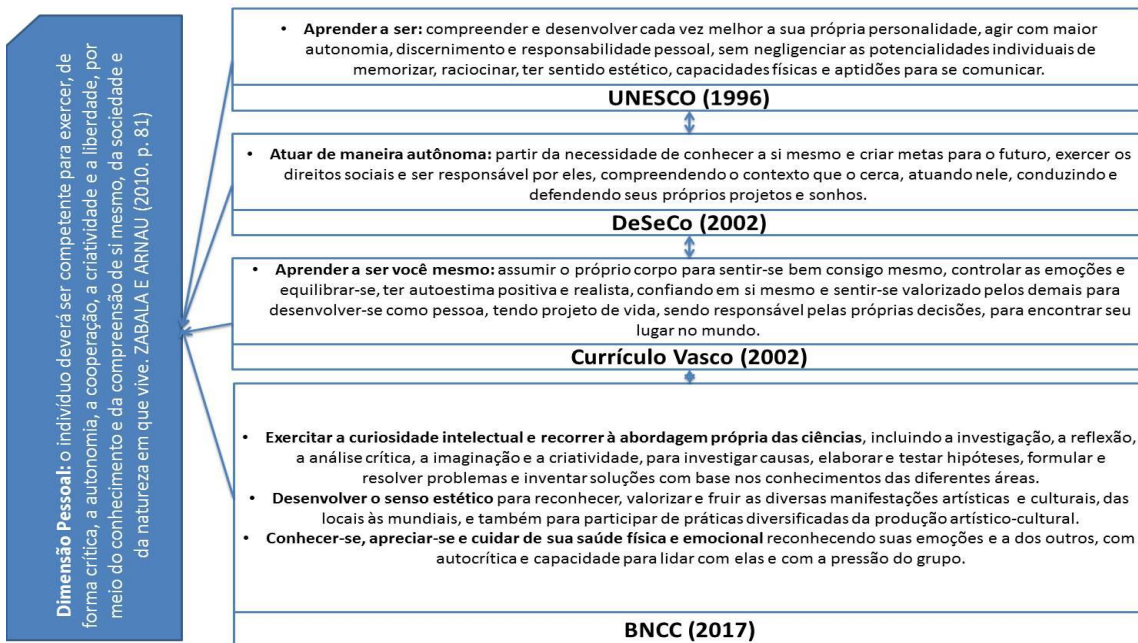 Dimensão Pessoal: o indivíduo deverá ser competente para exercer, de
forma crítica, a autonomia, a cooperação, a criatividade e a liberdade, por
meio do conhecimento e da compreensão de si mesmo, da sociedade e
da natureza em que vive. ZABALA E ARNAU (2010. p. 81)
• Aprender a ser: compreender e desenvolver cada vez melhor a sua própria personalidade, agir com maior
autonomia, discernimento e responsabilidade pessoal, sem negligenciar as potencialidades individuais de
memorizar, raciocinar, ter sentido estético, capacidades físicas e aptidões para se comunicar.
UNESCO (1996)
• Atuar de maneira autônoma: partir da necessidade de conhecer a si mesmo e criar metas para o futuro, exercer os
direitos sociais e ser responsável por eles, compreendendo o contexto que o cerca, atuando nele, conduzindo e
defendendo seus próprios projetos e sonhos.
DeSeCo (2002)
• Aprender a ser você mesmo: assumir o próprio corpo para sentir-se bem consigo mesmo, controlar as emoções e
equilibrar-se, ter autoestima positiva e realista, confiando em si mesmo e sentir-se valorizado pelos demais para
desenvolver-se como pessoa, tendo projeto de vida, sendo responsável pelas próprias decisões, para encontrar seu
lugar no mundo.
Currículo Vasco (2002)
• Exercitar a curiosidade intelectual e recorrer à abordagem própria das ciências, incluindo a investigação, a reflexão,
a análise crítica, a imaginação e a criatividade, para investigar causas, elaborar e testar hipóteses, formular e
resolver problemas e inventar soluções com base nos conhecimentos das diferentes áreas.
• Desenvolver o senso estético para reconhecer, valorizar e fruir as diversas manifestações artísticas e culturais, das
locais às mundiais, e também para participar de práticas diversificadas da produção artístico-cultural.
• Conhecer-se, apreciar-se e cuidar de sua saúde física e emocional reconhecendo suas emoções e a dos outros, com
autocrítica e capacidade para lidar com elas e com a pressão do grupo.
BNCC (2017)